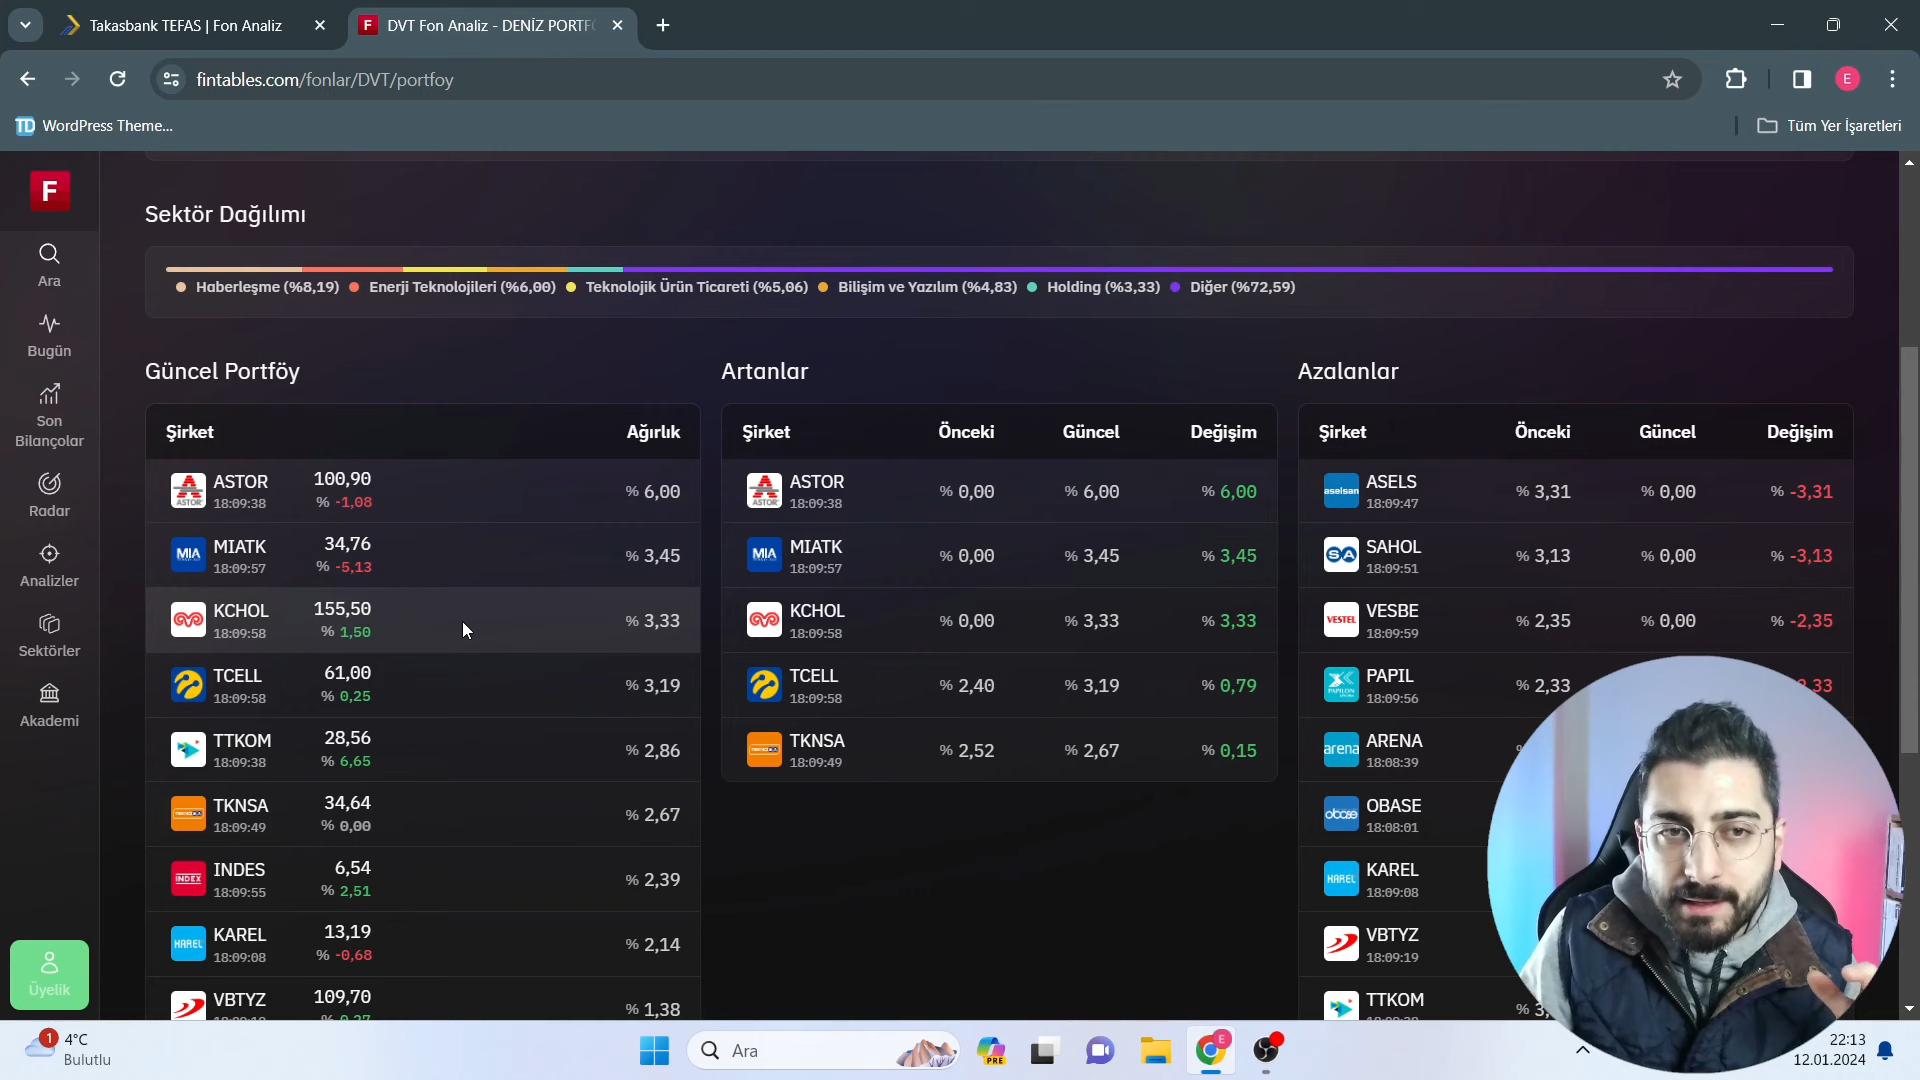 Takasbank TEFAS | Fon Analiz
DVT Fon Analiz - DENİZ PORTF
fintables.com/fonlar/DVT/portfoy
E
TD WordPress Theme...
Tüm Yer İşaretleri
F
Ara
Bugün
Son Bilançolar
Radar
Analizler
Sektörler
Akademi
Üyelik
Sektör Dağılımı
Haberleşme (%8,19) Enerji Teknolojileri (%6,00) Teknolojik Ürün Ticareti (%5,06) Bilişim ve Yazılım (%4,83) Holding (%3,33) Diğer (%72,59)
Güncel Portföy
Şirket Ağırlık
ASTOR 100,90 % 6,00
18:09:38 % -1,08
MIATK 34,76 % 3,45
18:09:57 % -5,13
KCHOL 155,50 % 3,33
18:09:58 % 1,50
TCELL 61,00 % 3,19
18:09:58 % 0,25
TTKOM 28,56 % 2,86
18:09:38 % 6,65
TKNSA 34,64 % 2,67
18:09:49 % 0,00
INDES 6,54 % 2,39
18:09:55 % 2,51
KAREL 13,19 % 2,14
18:09:08 % -0,68
VBTYZ 109,70 % 1,38
Artanlar
Şirket Önceki Güncel Değişim
ASTOR % 0,00 % 6,00 % 6,00
18:09:38
MIATK % 0,00 % 3,45 % 3,45
18:09:57
KCHOL % 0,00 % 3,33 % 3,33
18:09:58
TCELL % 2,40 % 3,19 % 0,79
18:09:58
TKNSA % 2,52 % 2,67 % 0,15
18:09:49
Azalanlar
Şirket Önceki Güncel Değişim
ASELS % 3,31 % 0,00 % -3,31
18:09:47
SAHOL % 3,13 % 0,00 % -3,13
18:09:51
VESBE % 2,35 % 0,00 % -2,35
18:09:59
PAPIL % 2,33
18:09:56
ARENA
18:08:39
OBASE
18:08:01
KAREL
18:09:08
VBTYZ
18:09:19
TTKOM
1
4°C
Bulutlu
Ara
PRE
E
22:13
12.01.2024